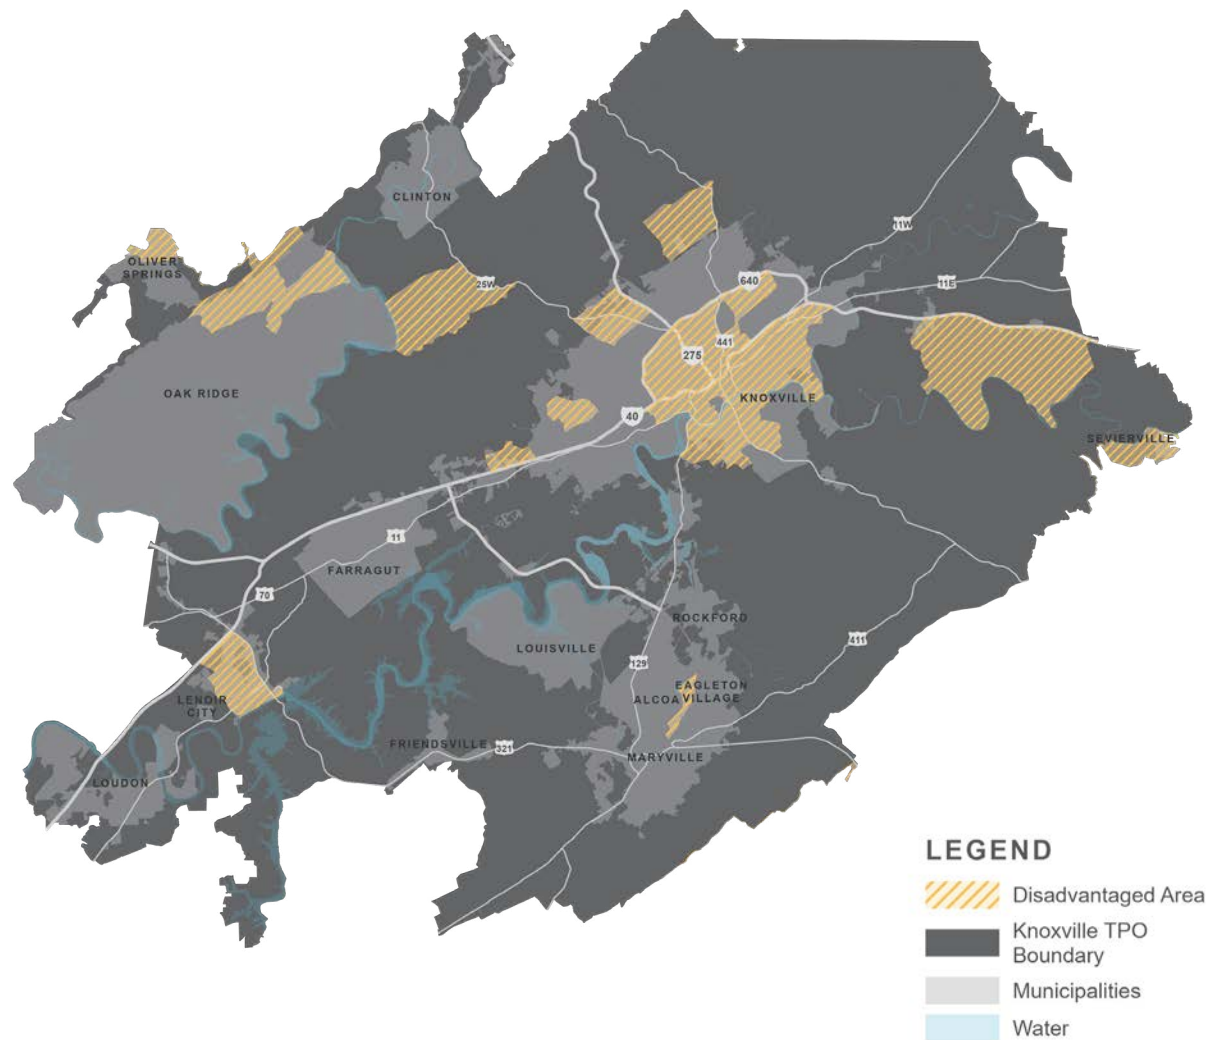 CLINTON
OLIVER
SPRINGS
25W
11W
640
11E
441
275
OAK RIDGE
KNOXVILLE
40
SEVIERVILLE
11
FARRAGUT
70
ROCKFORD
411
LOUISVILLE
129
EAGLETON
ALCOA VILLAGE
LENOIR
CITY
FRIENDSVILLE
321
MARYVILLE
LOUDON
LEGEND
Disadvantaged Area
Knoxville TPO
Boundary
Municipalities
Water